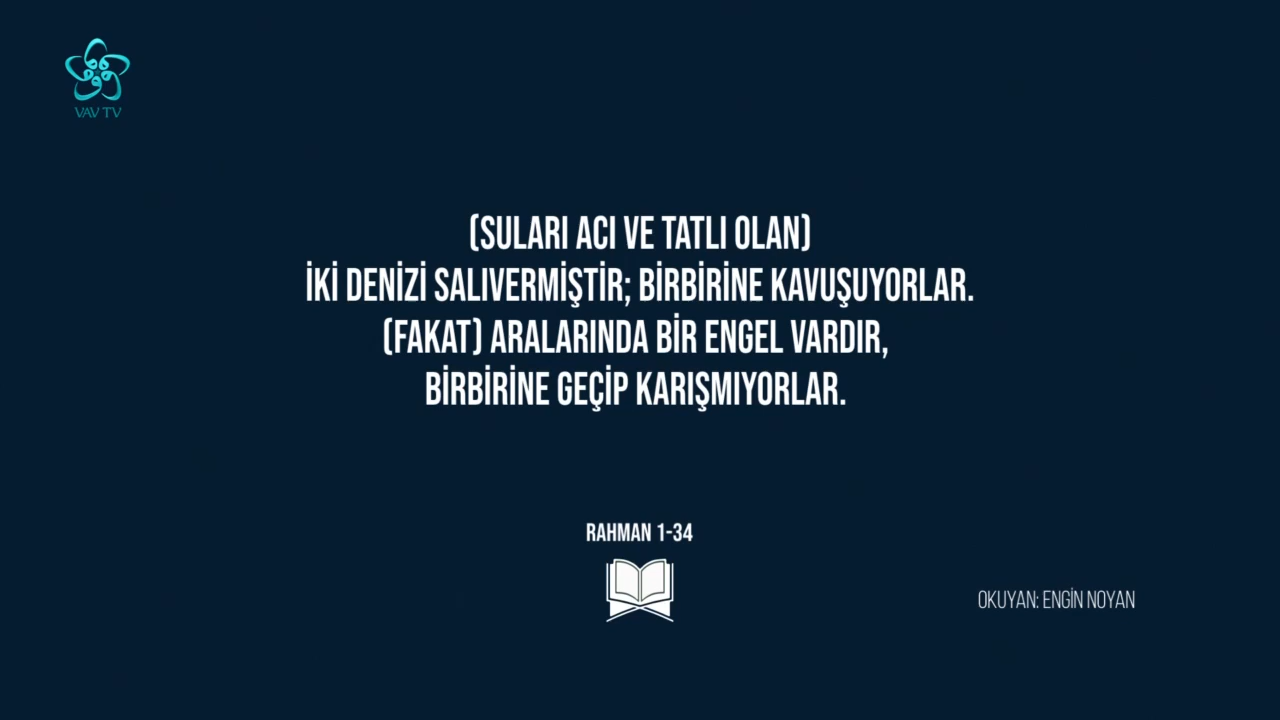 VAV TV
(SULARI ACI VE TATLI OLAN)
İKİ DENİZİ SALIVERMİŞTİR; BİRBİRİNE KAVUŞUYORLAR.
(FAKAT) ARALARINDA BİR ENGEL VARDIR,
BİRBİRİNE GEÇİP KARIŞMIYORLAR.
RAHMAN 1-34
OKUYAN: ENGİN NOYAN